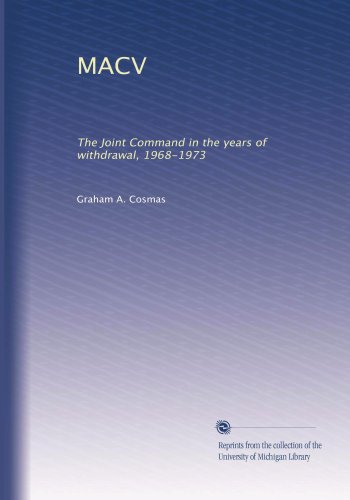 MACV
The Joint Command in the years of
withdrawal, 1968-1973
Graham A. Cosmas
Reprints from the collection of the
University of Michigan Library